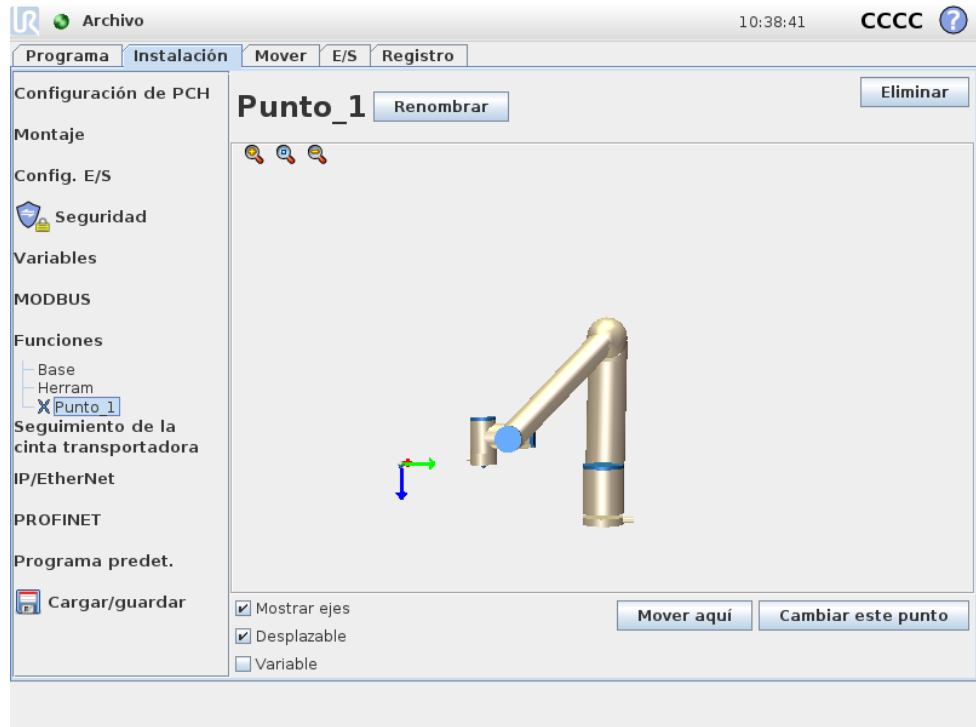 UR Archivo 10:38:41 CCCC ?
Programa Instalación Mover E/S Registro
Configuración de PCH
Montaje
Config. E/S
Seguridad
Variables
MODBUS
Funciones
Base
Herram
Punto_1
Seguimiento de la
cinta transportadora
IP/EtherNet
PROFINET
Programa predet.
Cargar/guardar
Punto_1 Renombrar Eliminar
Mostrar ejes
Desplazable
Variable
Mover aquí Cambiar este punto